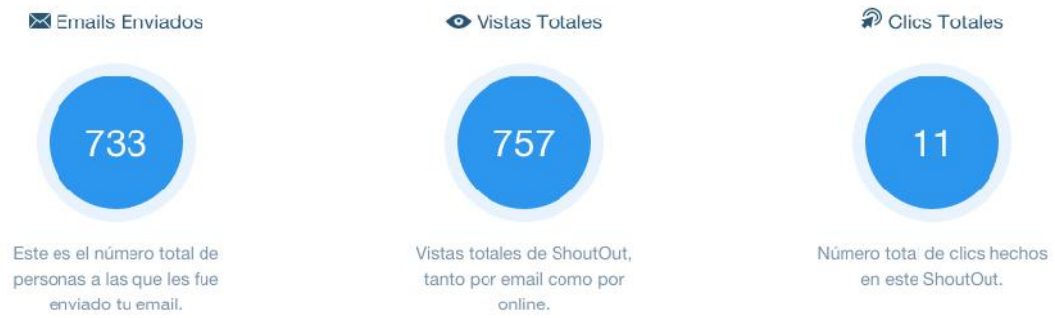 Emails Enviados
733
Este es el número total de
personas a las que les fue
enviado tu email.
Vistas Totales
757
Vistas totales de ShoutOut,
tanto por email como por
online.
Clics Totales
11
Número total de clics hechos
en este ShoutOut.